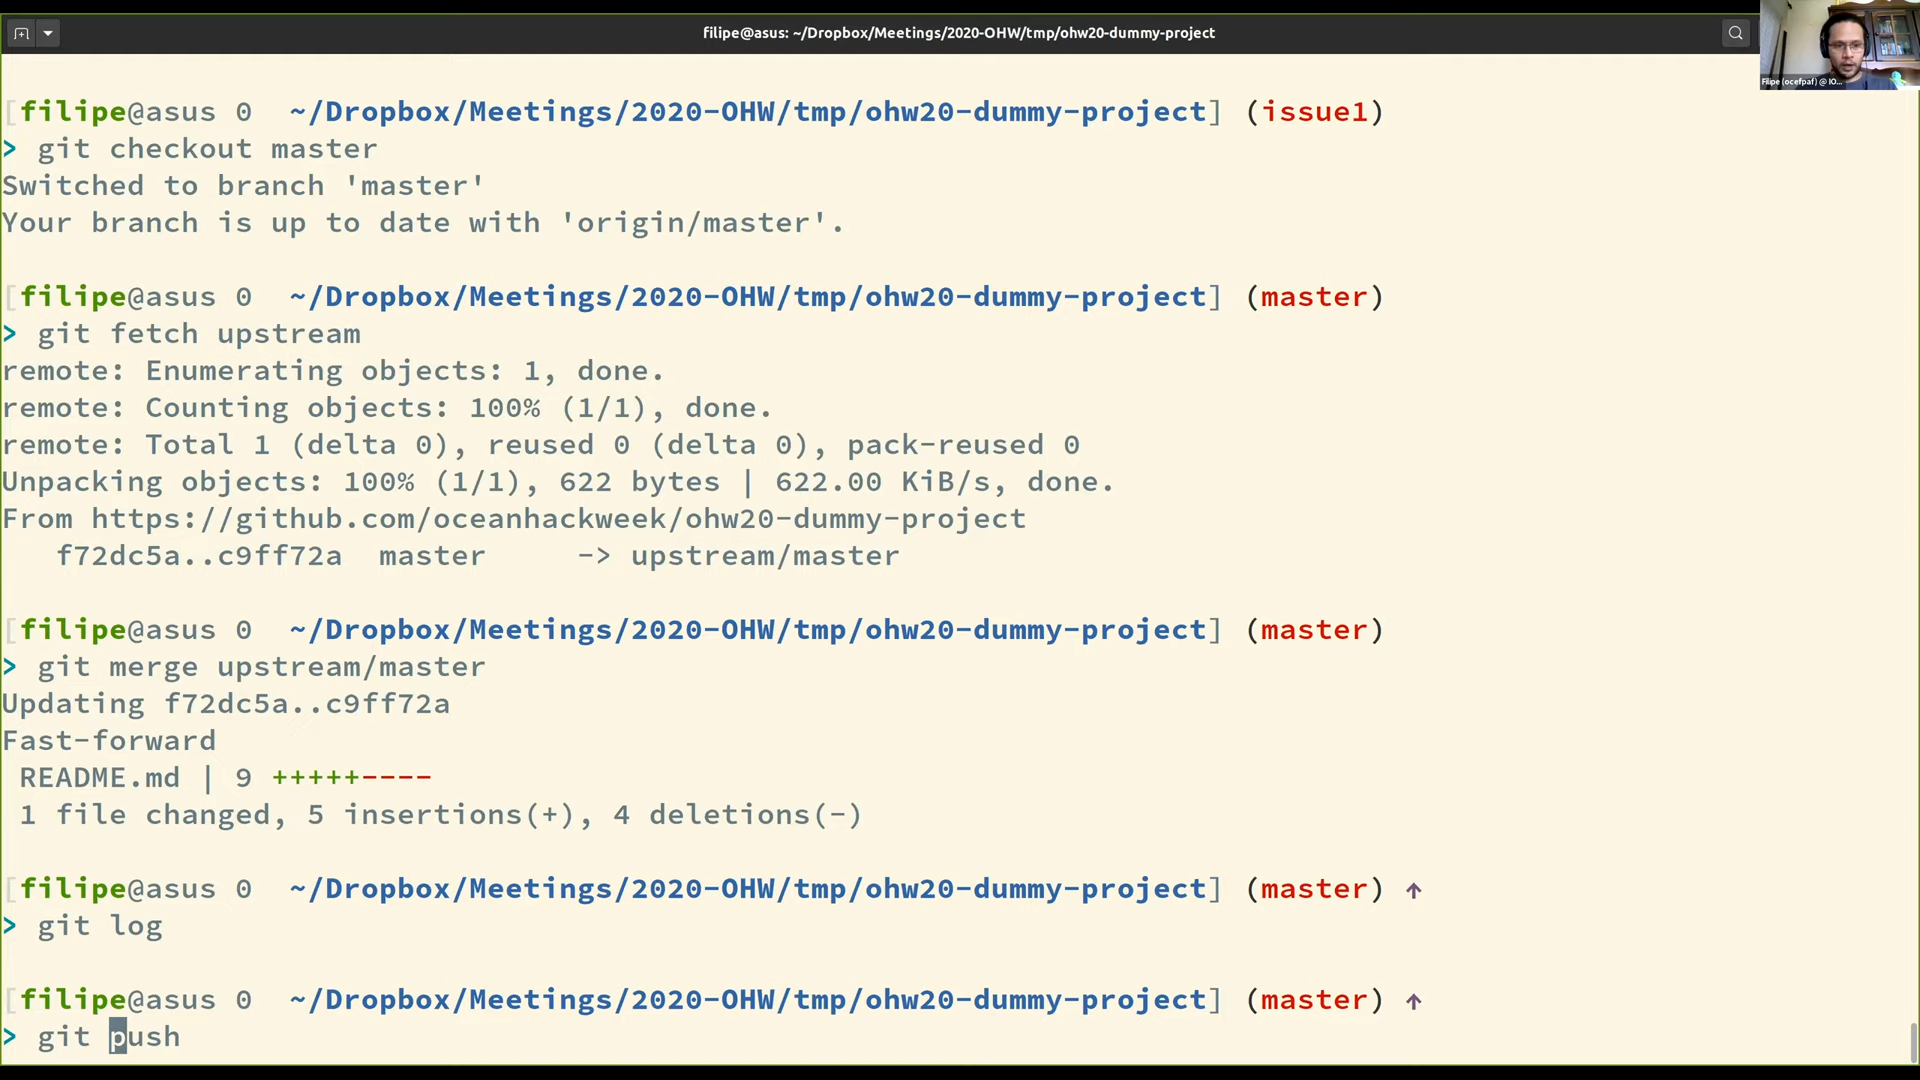 filipe@asus: ~/Dropbox/Meetings/2020-OHW/tmp/ohw20-dummy-project
Filipe (ocefpaf) @ IO...
[filipe@asus 0  ~/Dropbox/Meetings/2020-OHW/tmp/ohw20-dummy-project] (issue1)
> git checkout master
Switched to branch 'master'
Your branch is up to date with 'origin/master'.
[filipe@asus 0  ~/Dropbox/Meetings/2020-OHW/tmp/ohw20-dummy-project] (master)
> git fetch upstream
remote: Enumerating objects: 1, done.
remote: Counting objects: 100% (1/1), done.
remote: Total 1 (delta 0), reused 0 (delta 0), pack-reused 0
Unpacking objects: 100% (1/1), 622 bytes | 622.00 KiB/s, done.
From https://github.com/oceanhackweek/ohw20-dummy-project
   f72dc5a..c9ff72a  master     -> upstream/master
[filipe@asus 0  ~/Dropbox/Meetings/2020-OHW/tmp/ohw20-dummy-project] (master)
> git merge upstream/master
Updating f72dc5a..c9ff72a
Fast-forward
 README.md | 9 +++++----
 1 file changed, 5 insertions(+), 4 deletions(-)
[filipe@asus 0  ~/Dropbox/Meetings/2020-OHW/tmp/ohw20-dummy-project] (master) ↑
> git log
[filipe@asus 0  ~/Dropbox/Meetings/2020-OHW/tmp/ohw20-dummy-project] (master) ↑
> git push